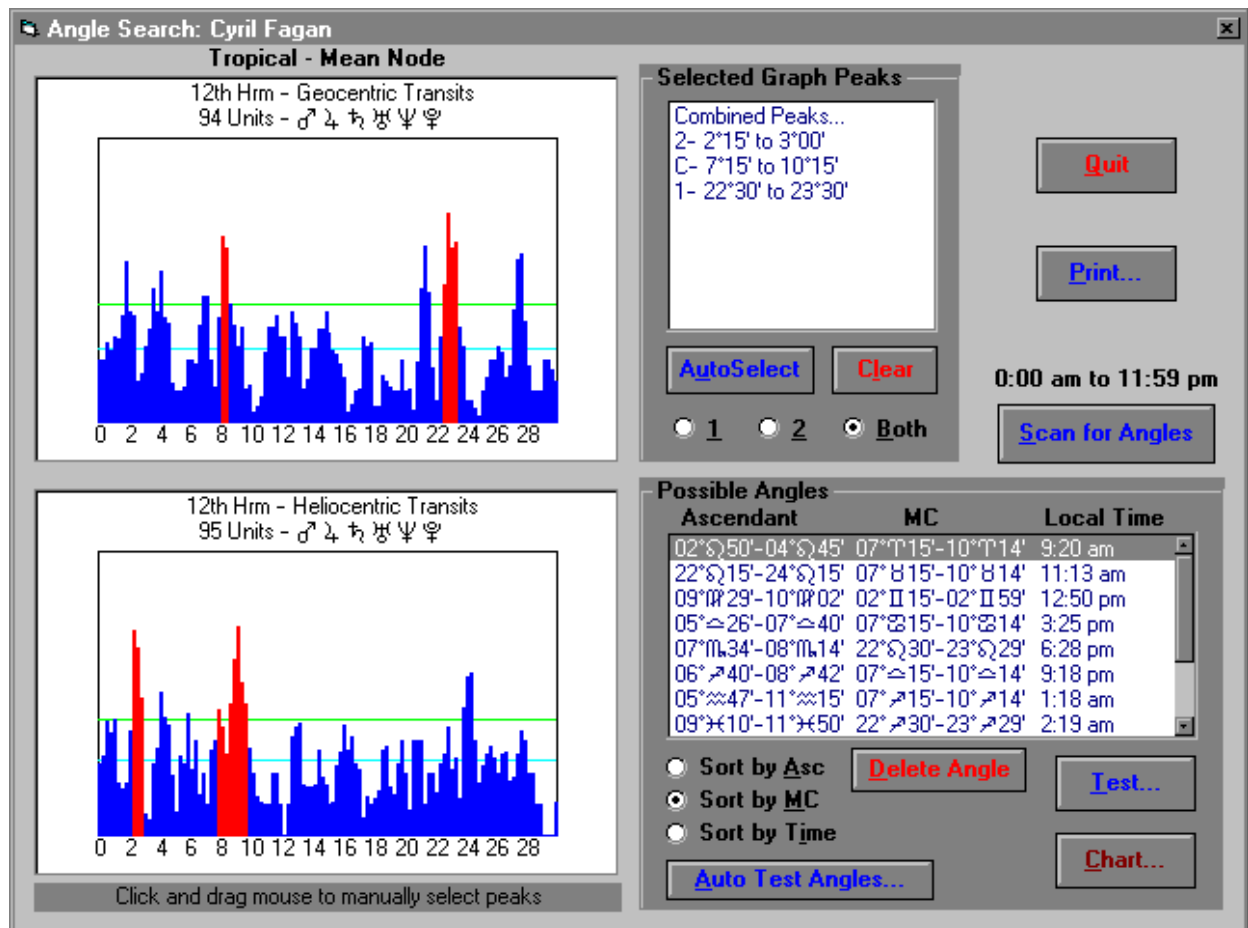 Angle Search: Cyril Fagan
Tropical - Mean Node
12th Hrm - Geocentric Transits
94 Units - ♂ ♃ ♄ ♅ ♆ ♇
0 2 4 6 8 10 12 14 16 18 20 22 24 26 28
12th Hrm - Heliocentric Transits
95 Units - ♂ ♃ ♄ ♅ ♆ ♇
0 2 4 6 8 10 12 14 16 18 20 22 24 26 28
Click and drag mouse to manually select peaks
Selected Graph Peaks
Combined Peaks...
2- 2°15' to 3°00'
C- 7°15' to 10°15'
1- 22°30' to 23°30'
AutoSelect Clear
1 2 Both
Quit
Print...
0:00 am to 11:59 pm
Scan for Angles
Possible Angles
Ascendant MC Local Time
02°♌50'-04°♌45' 07°♈15'-10°♈14' 9:20 am
22°♌15'-24°♌15' 07°♉15'-10°♉14' 11:13 am
09°♍29'-10°♍02' 02°♊15'-02°♊59' 12:50 pm
05°♎26'-07°♎40' 07°♋15'-10°♋14' 3:25 pm
07°♏34'-08°♏14' 22°♌30'-23°♌29' 6:28 pm
06°♐40'-08°♐42' 07°♎15'-10°♎14' 9:18 pm
05°♒47'-11°♒15' 07°♐15'-10°♐14' 1:18 am
09°♓10'-11°♓50' 22°♐30'-23°♐29' 2:19 am
Sort by Asc
Sort by MC
Sort by Time
Delete Angle
Test...
Auto Test Angles...
Chart...